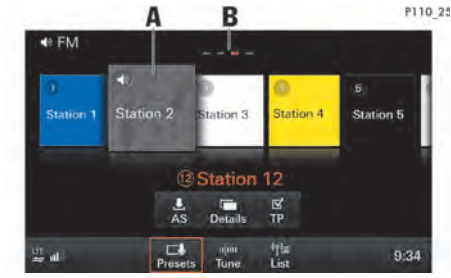 A B P110_25
FM
1 5
Station 1 Station 2 Station 3 Station 4 Station 5
⑫ Station 12
AS Details TP
LTE Presets Tune List 9:34